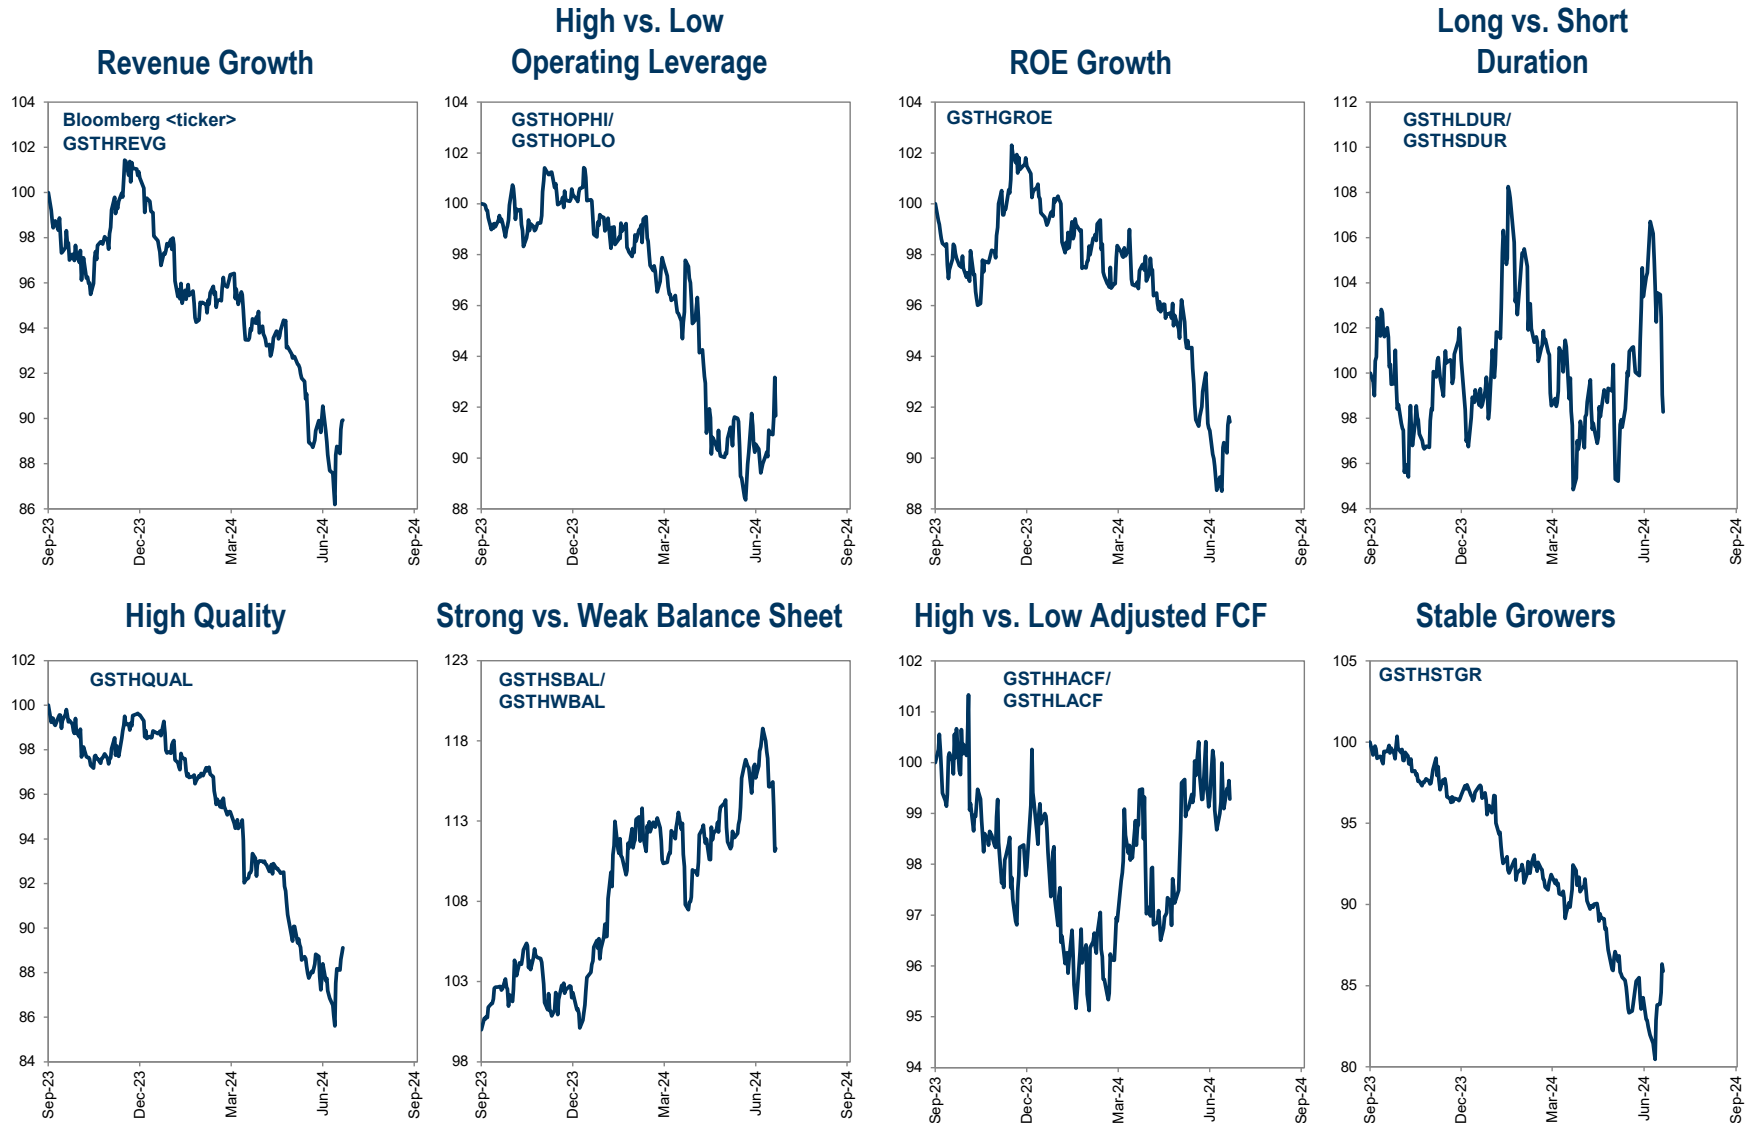 Revenue Growth
104
102
100
98
96
94
92
90
88
86
Bloomberg <ticker>
GSTHREVG
Sep-23
Dec-23
Mar-24
Jun-24
Sep-24
High vs. Low
Operating Leverage
104
102
100
98
96
94
92
90
88
GSTHOPHI/
GSTHOPLO
Sep-23
Dec-23
Mar-24
Jun-24
Sep-24
ROE Growth
104
102
100
98
96
94
92
90
88
GSTHGROE
Sep-23
Dec-23
Mar-24
Jun-24
Sep-24
Long vs. Short
Duration
112
110
108
106
104
102
100
98
96
94
GSTHLDUR/
GSTHSDUR
Sep-23
Dec-23
Mar-24
Jun-24
Sep-24
High Quality
102
100
98
96
94
92
90
88
86
84
GSTHQUAL
Sep-23
Dec-23
Mar-24
Jun-24
Sep-24
Strong vs. Weak Balance Sheet
123
118
113
108
103
98
GSTHSBAL/
GSTHWBAL
Sep-23
Dec-23
Mar-24
Jun-24
Sep-24
High vs. Low Adjusted FCF
102
101
100
99
98
97
96
95
94
GSTHHACF/
GSTHLACF
Sep-23
Dec-23
Mar-24
Jun-24
Sep-24
Stable Growers
105
100
95
90
85
80
GSTHSTGR
Sep-23
Dec-23
Mar-24
Jun-24
Sep-24